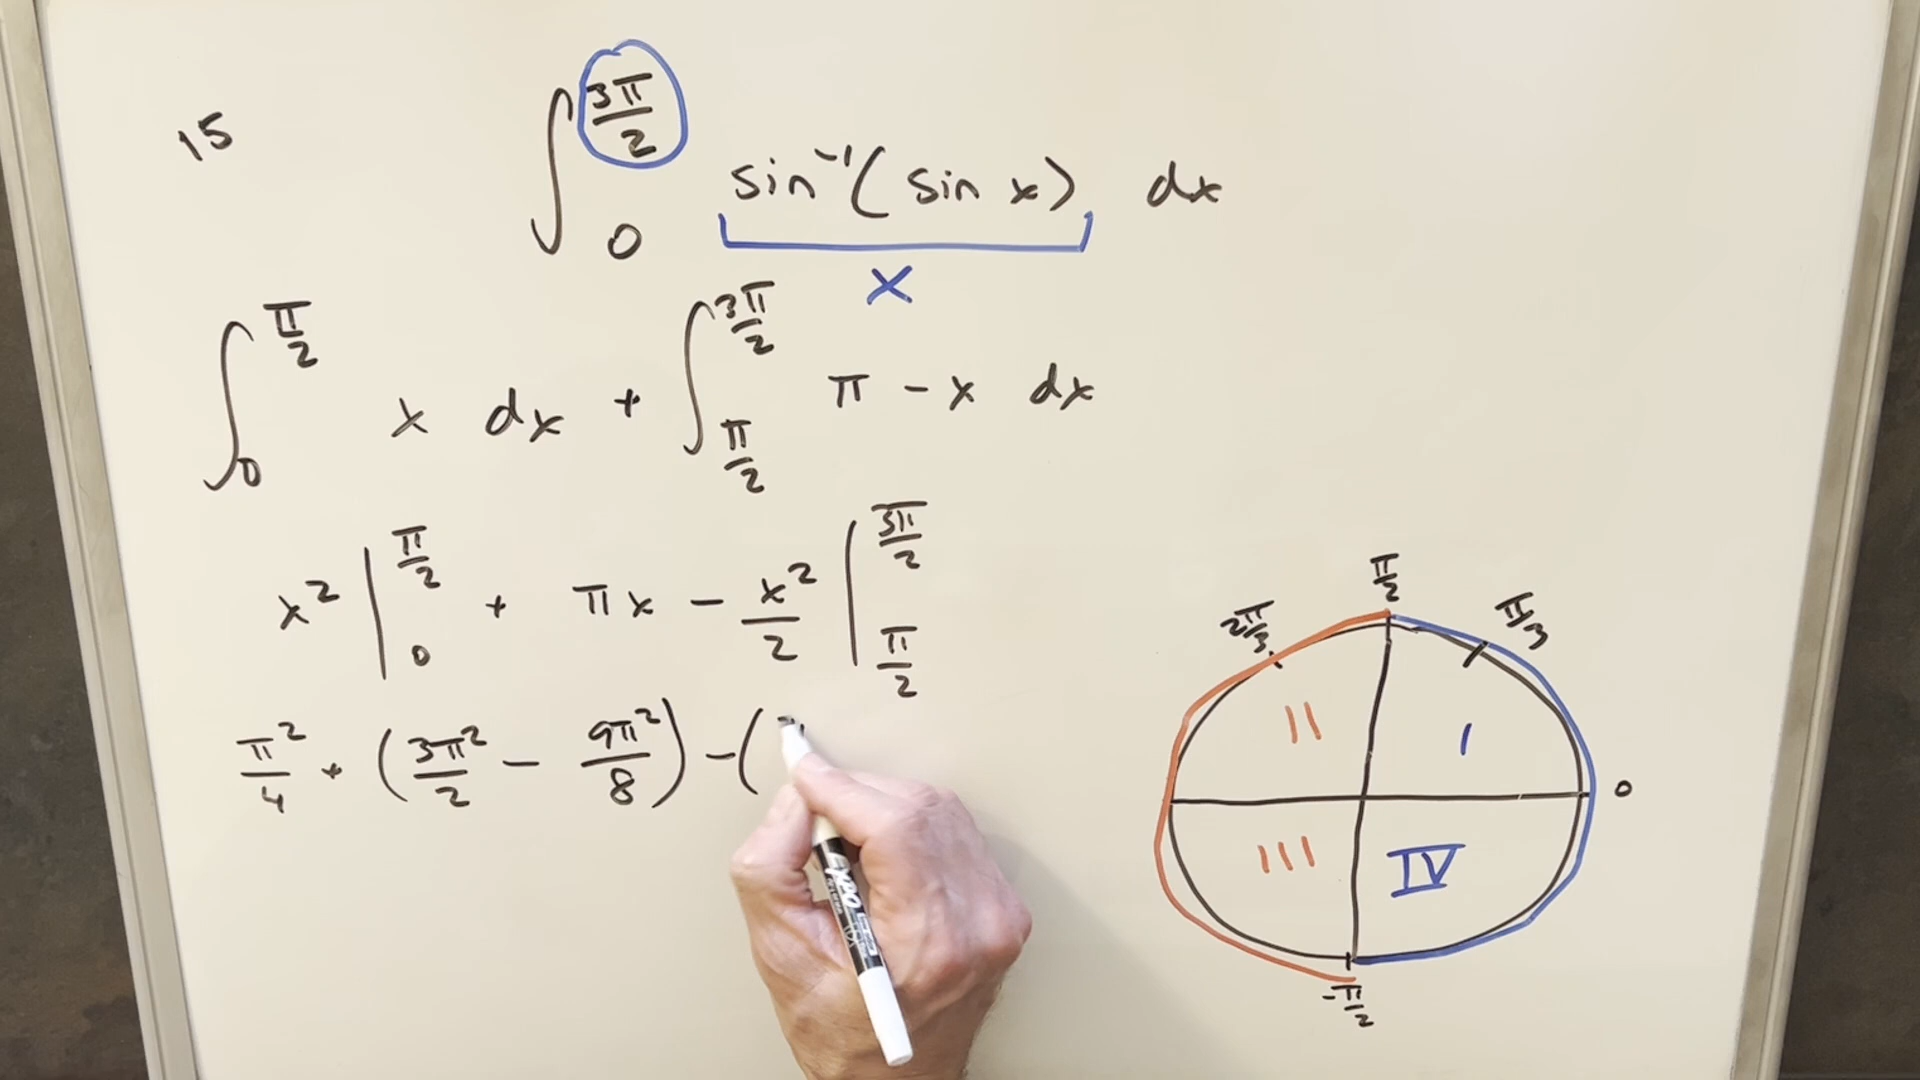 15
∫₀^{3π/2} sin⁻¹(sin x) dx
x
∫₀^{π/2} x dx + ∫_{π/2}^{3π/2} π - x dx
x² |₀^{π/2} + πx - x²/2 |_{π/2}^{3π/2}
π²/4 + (3π²/2 - 9π²/8) - (
π/2
2π/3
π/3
II
I
0
III
IV
-π/2
EXPO